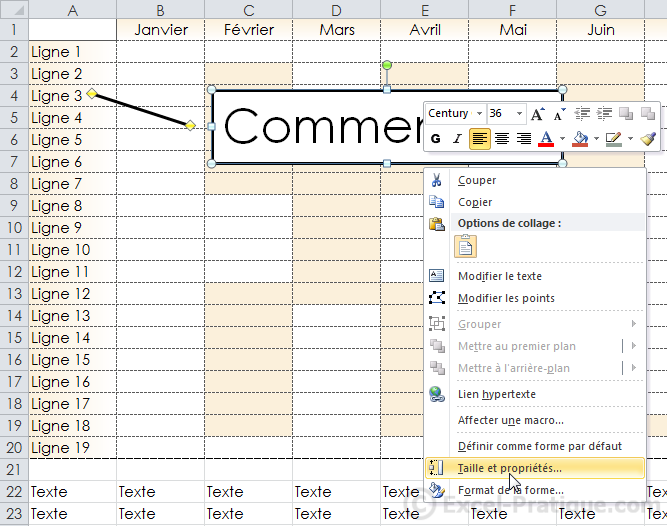 A B C D E F G
1 Janvier Février Mars Avril Mai Juin
2 Ligne 1
3 Ligne 2
4 Ligne 3
5 Ligne 4
6 Ligne 5
7 Ligne 6
8 Ligne 7
9 Ligne 8
10 Ligne 9
11 Ligne 10
12 Ligne 11
13 Ligne 12
14 Ligne 13
15 Ligne 14
16 Ligne 15
17 Ligne 16
18 Ligne 17
19 Ligne 18
20 Ligne 19
21
22 Texte Texte Texte Texte Texte
23 Texte Texte Texte Texte Texte
Century 36 A A
G I A
Couper
Copier
Options de collage :
Modifier le texte
Modifier les points
Grouper
Mettre au premier plan
Mettre à l'arrière-plan
Lien hypertexte
Affecter une macro...
Définir comme forme par défaut
Taille et propriétés...
Format de la forme...
Excel-Pratique.com